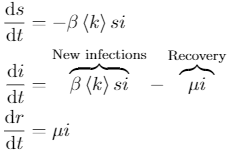 ds/dt = −β⟨k⟩si
New infections Recovery
di/dt = β⟨k⟩si − μi
dr/dt = μi